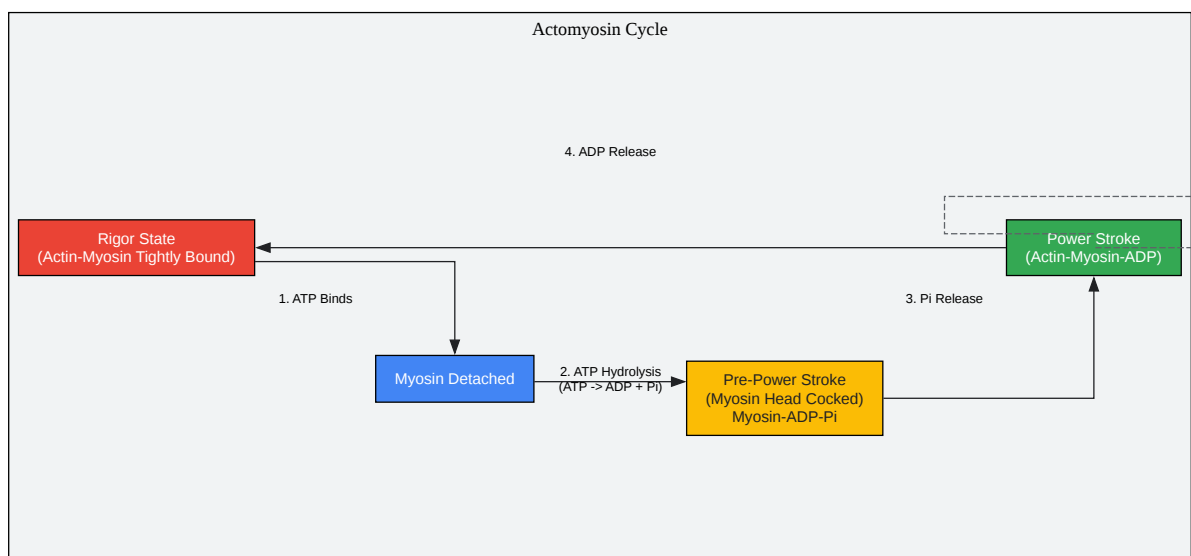 Actomyosin Cycle
4. ADP Release
Rigor State
(Actin-Myosin Tightly Bound)
Power Stroke
(Actin-Myosin-ADP)
1. ATP Binds
3. Pi Release
Myosin Detached
2. ATP Hydrolysis
(ATP -> ADP + Pi)
Pre-Power Stroke
(Myosin Head Cocked)
Myosin-ADP-Pi